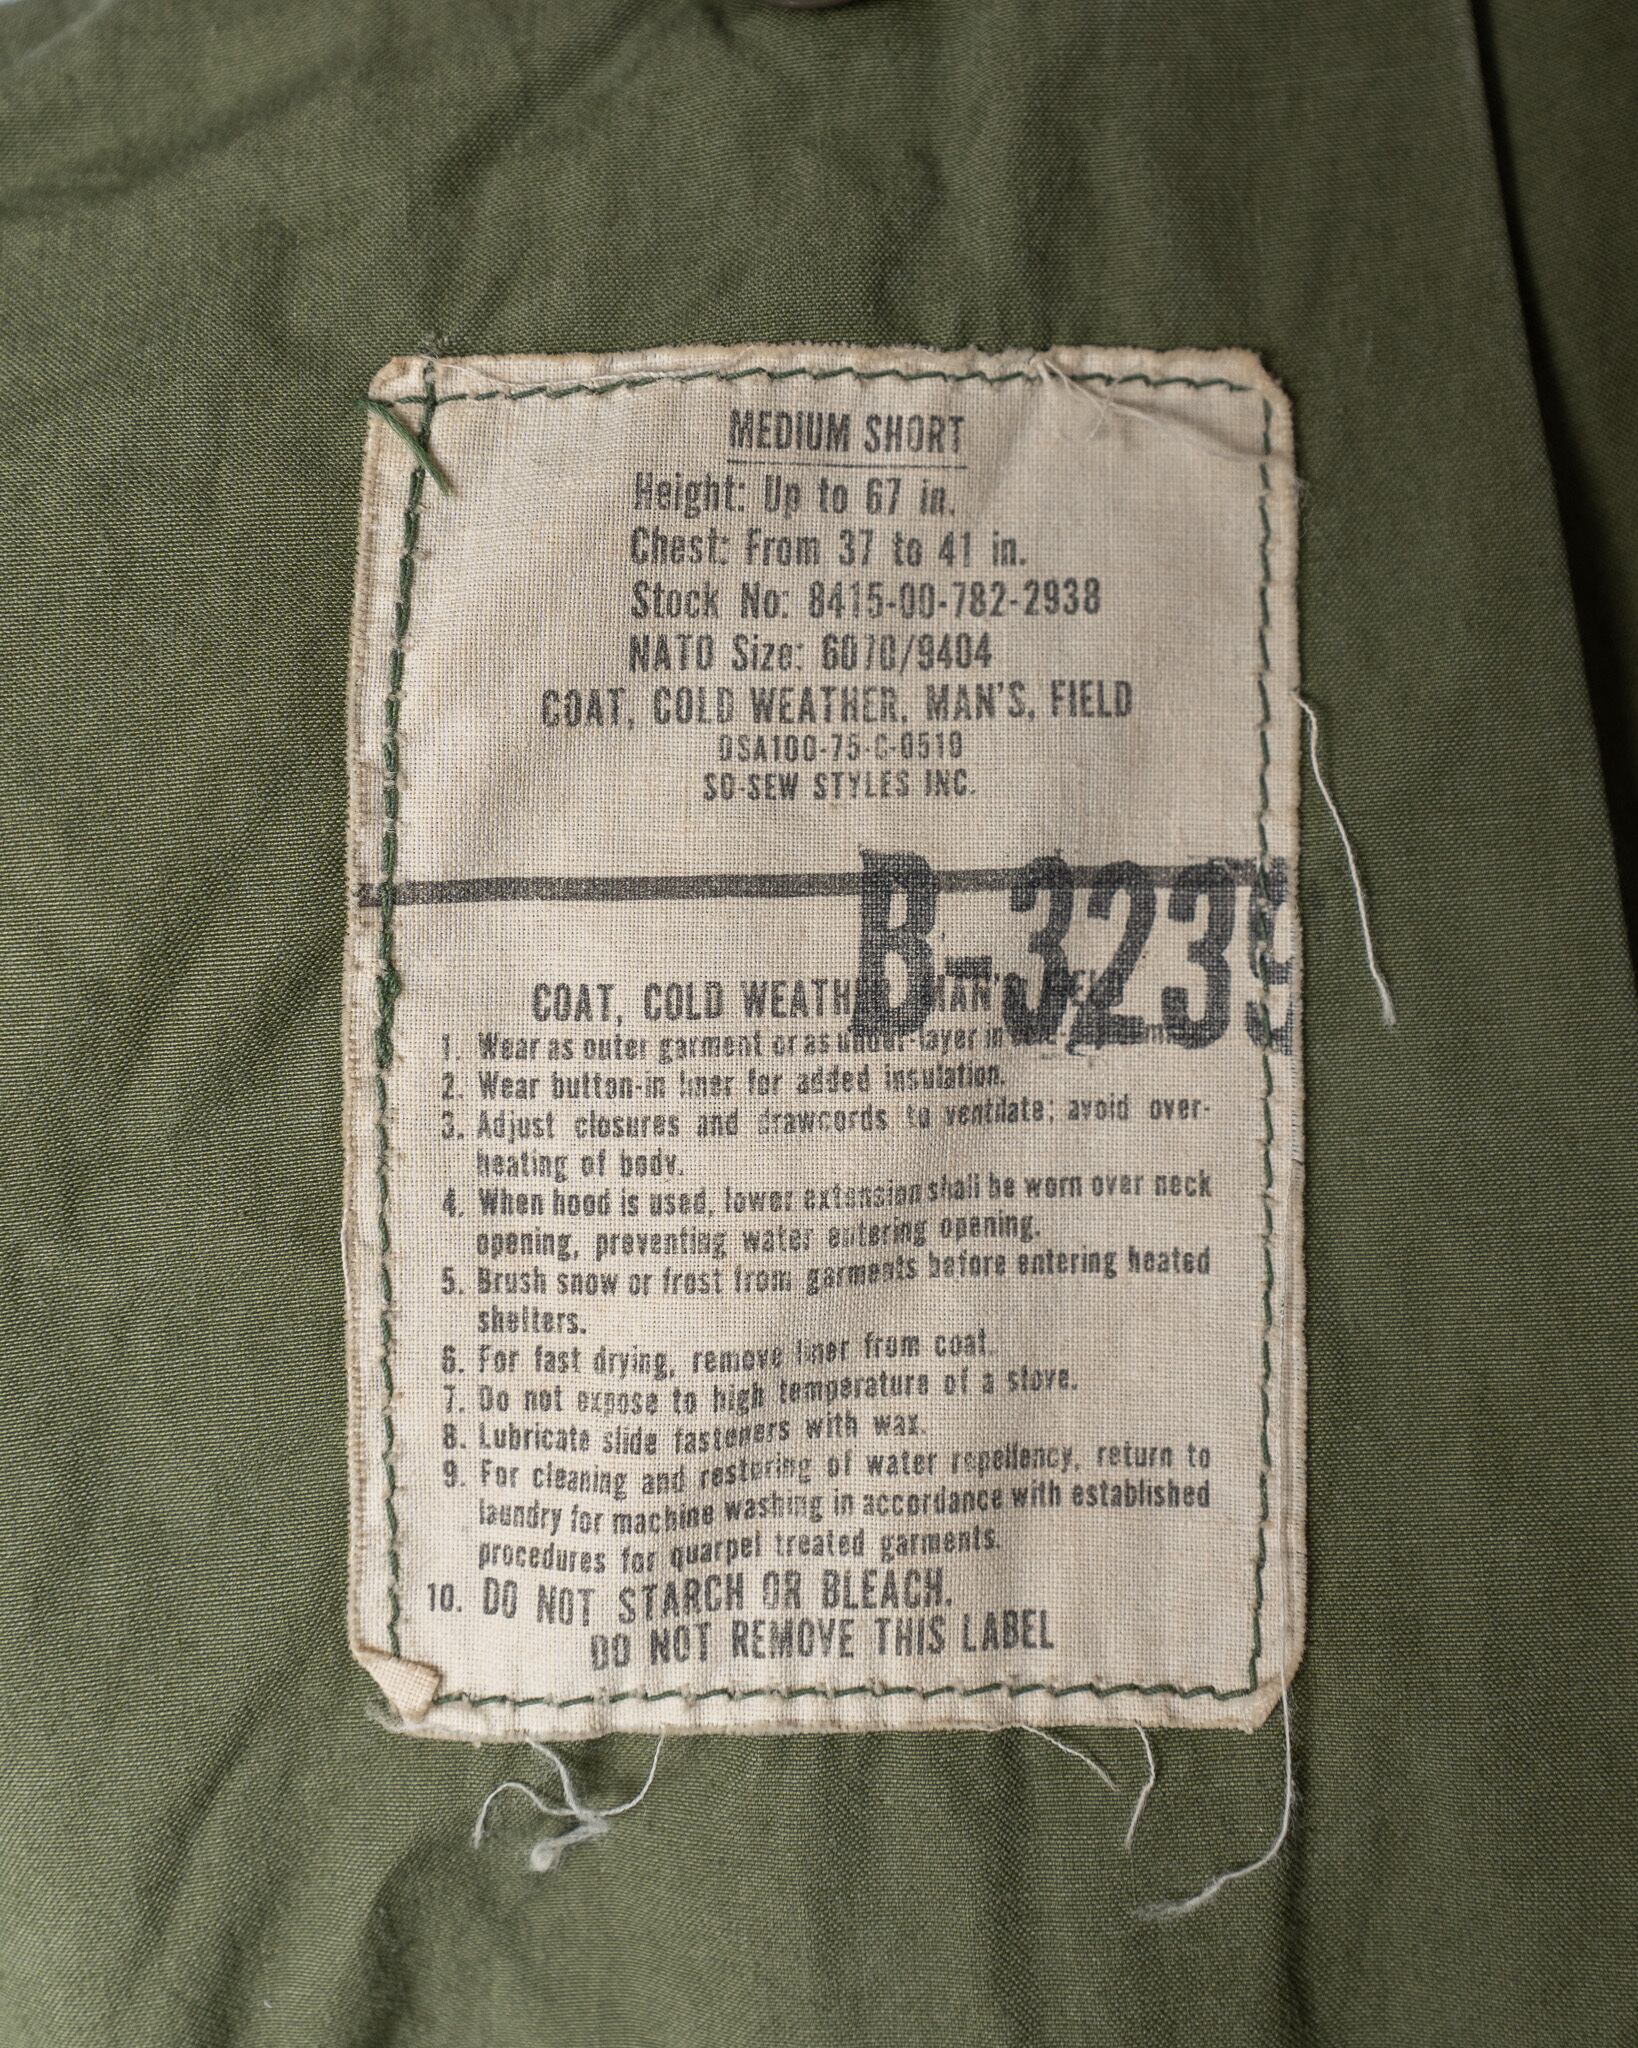 MEDIUM SHORT
Height: Up to 67 in.
Chest: From 37 to 41 in.
Stock No: 8415-00-782-2938
NATO Size: 6070/9404
COAT, COLD WEATHER, MAN'S, FIELD
DSA100-75-C-0510
SO-SEW STYLES INC.
B-3239
COAT, COLD WEATHER, MAN'S, FIELD
1. Wear as outer garment or as under-layer in
2. Wear button-in liner for added insulation.
3. Adjust closures and drawcords to ventilate; avoid over-
heating of body.
4. When hood is used, lower extension shall be worn over neck
opening, preventing water entering opening.
5. Brush snow or frost from garments before entering heated
shelters.
6. For fast drying, remove liner from coat.
7. Do not expose to high temperature of a stove.
8. Lubricate slide fasteners with wax.
9. For cleaning and restoring of water repellency, return to
laundry for machine washing in accordance with established
procedures for quarpel treated garments.
10. DO NOT STARCH OR BLEACH.
DO NOT REMOVE THIS LABEL